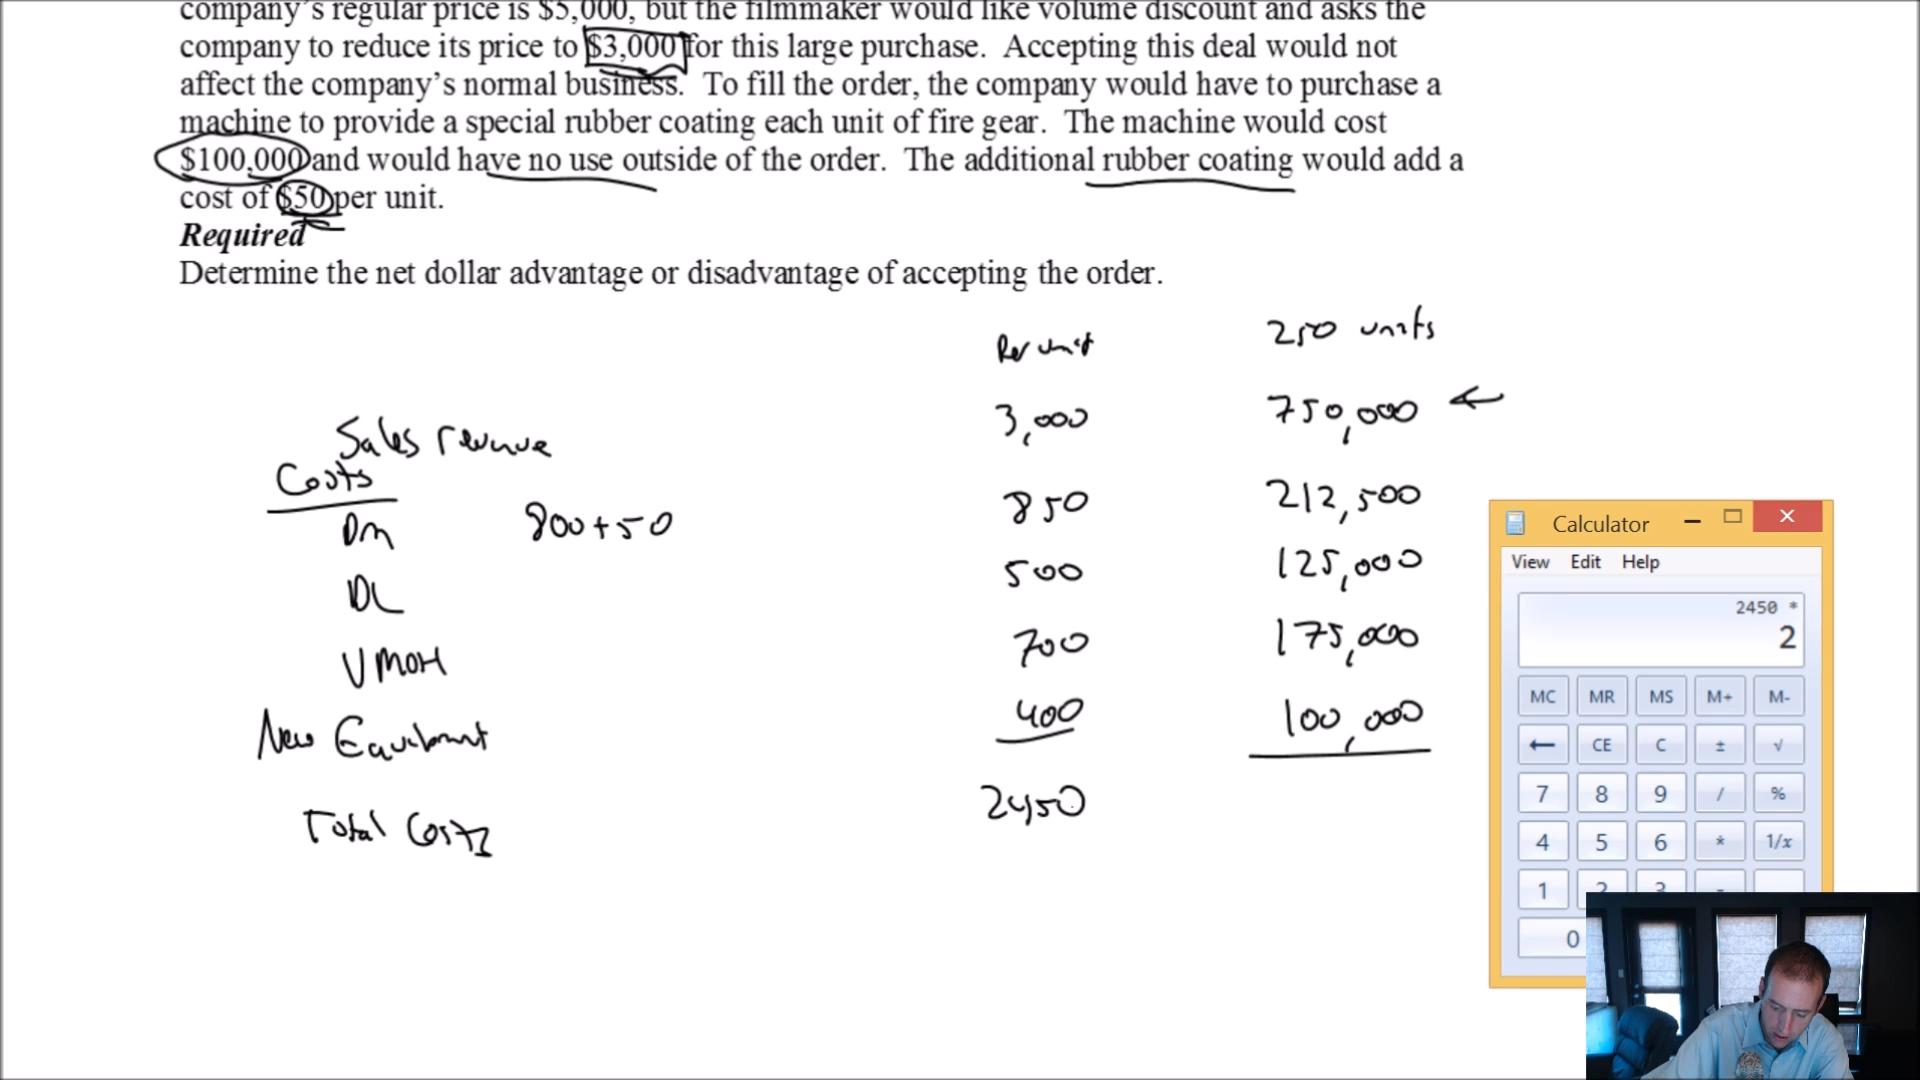 company's regular price is $5,000, but the filmmaker would like volume discount and asks the
company to reduce its price to $3,000 for this large purchase. Accepting this deal would not
affect the company's normal business. To fill the order, the company would have to purchase a
machine to provide a special rubber coating each unit of fire gear. The machine would cost
$100,000 and would have no use outside of the order. The additional rubber coating would add a
cost of $50 per unit.
Required
Determine the net dollar advantage or disadvantage of accepting the order.
Per unit 250 units
Sales revenue 3,000 750,000
Costs
DM 800+50 850 212,500
DL 500 125,000
VMOH 700 175,000
New Equipment 400 100,000
Total Costs 2450
Calculator
View Edit Help
2450 *
2
MC MR MS M+ M-
← CE C ± √
7 8 9 / %
4 5 6 * 1/x
1 2 3 -
0